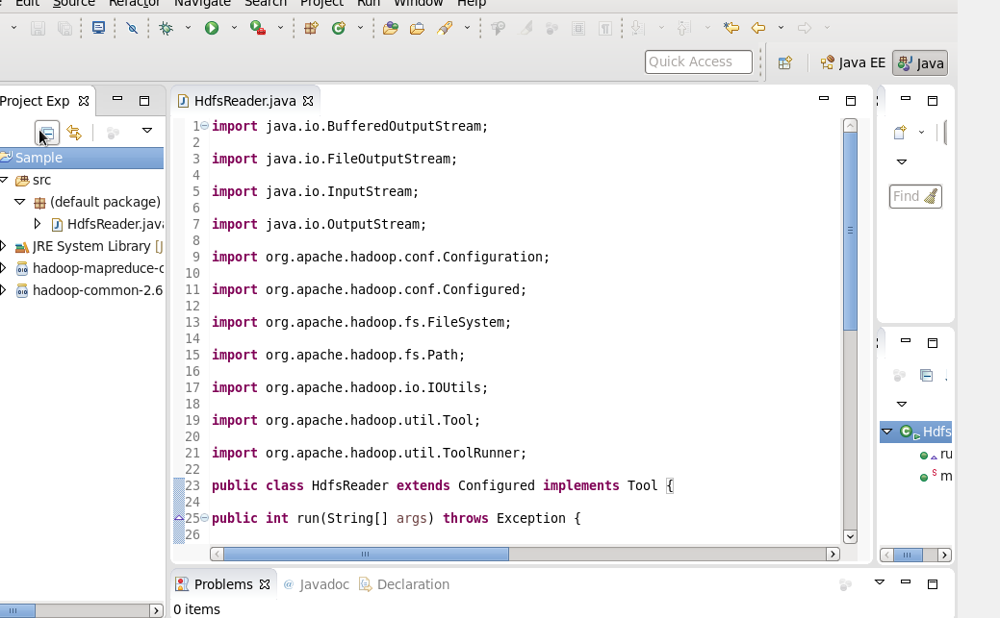 Edit Source Refactor Navigate Search Project Run Window Help
Quick Access
Java EE
Java
Project Exp
Sample
src
(default package)
HdfsReader.java
JRE System Library [J
hadoop-mapreduce-c
hadoop-common-2.6
HdfsReader.java
1 import java.io.BufferedOutputStream;
2
3 import java.io.FileOutputStream;
4
5 import java.io.InputStream;
6
7 import java.io.OutputStream;
8
9 import org.apache.hadoop.conf.Configuration;
10
11 import org.apache.hadoop.conf.Configured;
12
13 import org.apache.hadoop.fs.FileSystem;
14
15 import org.apache.hadoop.fs.Path;
16
17 import org.apache.hadoop.io.IOUtils;
18
19 import org.apache.hadoop.util.Tool;
20
21 import org.apache.hadoop.util.ToolRunner;
22
23 public class HdfsReader extends Configured implements Tool {
24
25 public int run(String[] args) throws Exception {
26
Find
Hdfs
ru
m
Problems
@ Javadoc
Declaration
0 items